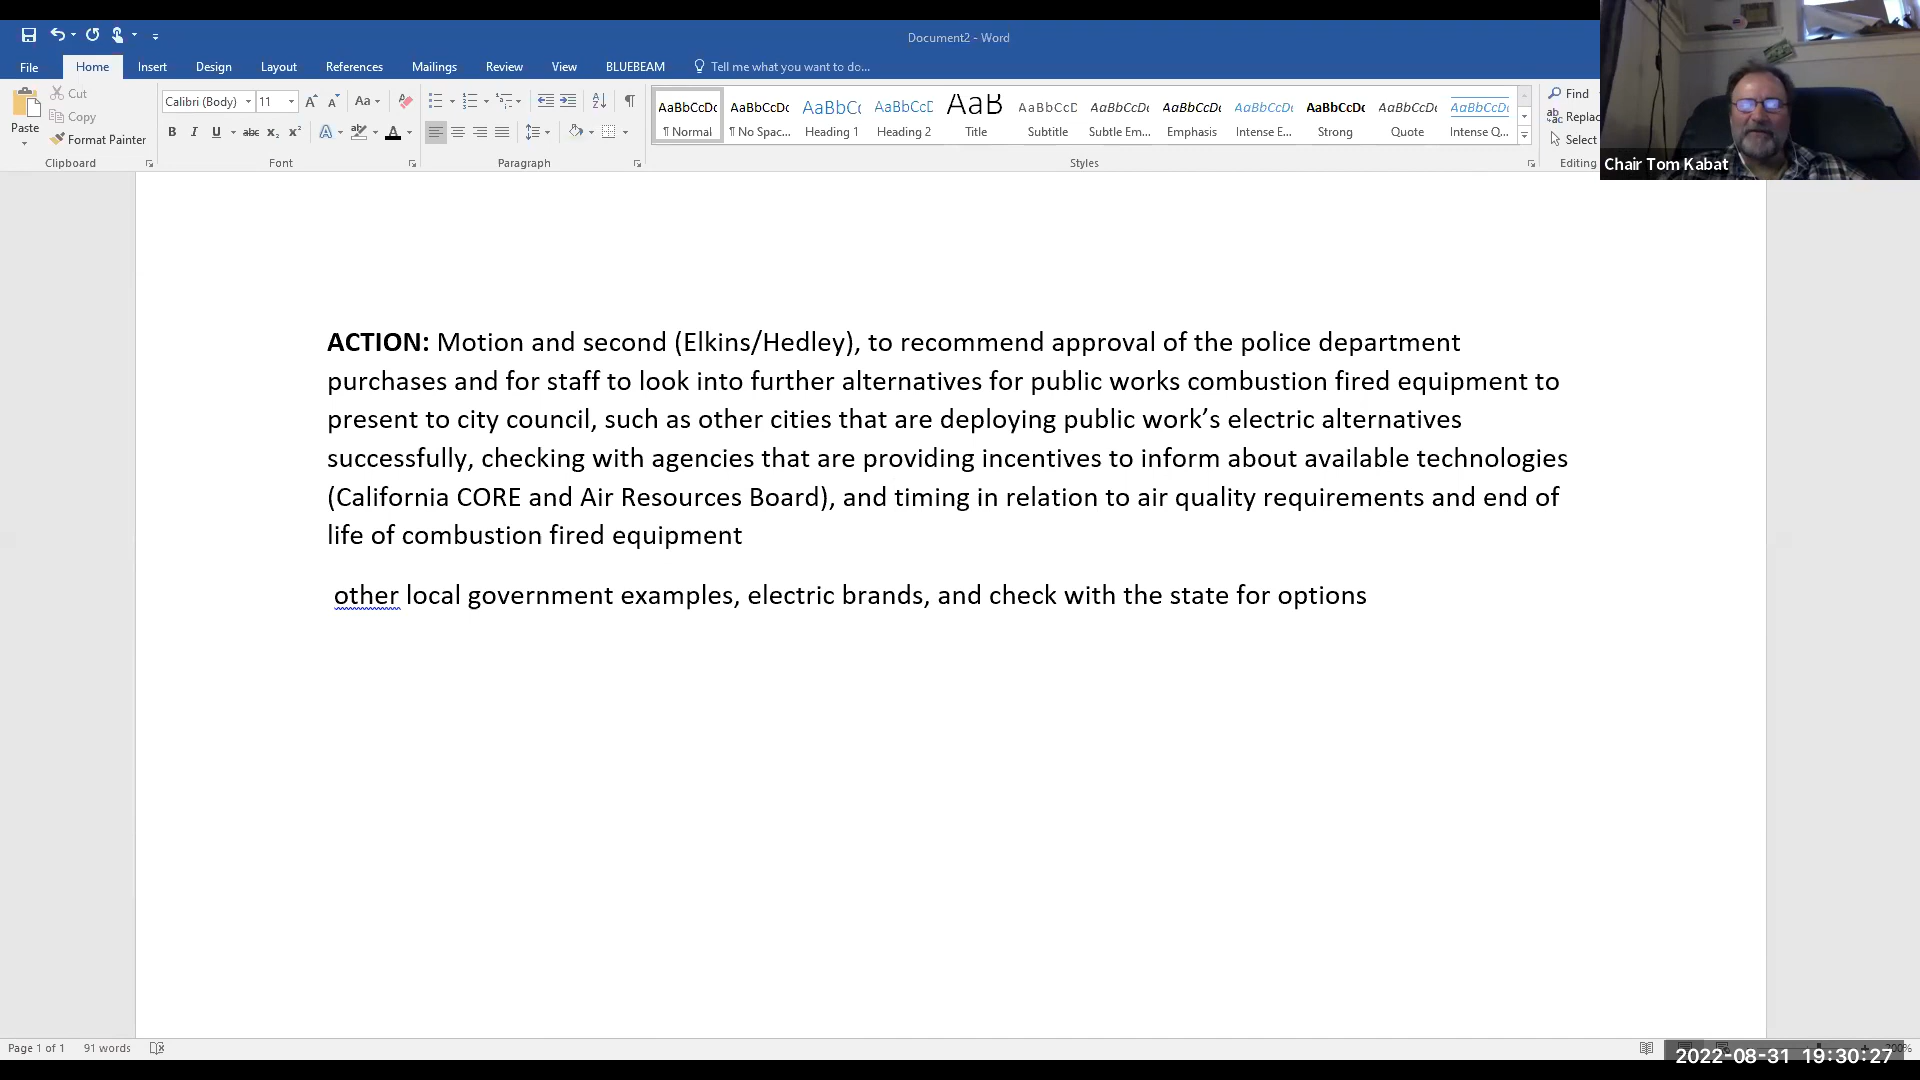 Document2 - Word
File Home Insert Design Layout References Mailings Review View BLUEBEAM Tell me what you want to do...
Paste
Cut
Copy
Format Painter
Clipboard
Calibri (Body) 11
Font
Paragraph
AaBbCcDc AaBbCcDc AaBbC( AaBbCcD AaB AaBbCcD AaBbCcDc AaBbCcDc AaBbCcDc AaBbCcDc AaBbCcDc AaBbCcDc
¶ Normal ¶ No Spac... Heading 1 Heading 2 Title Subtitle Subtle Em... Emphasis Intense E... Strong Quote Intense Q...
Styles
Find
Replac
Select
Editing
Chair Tom Kabat
ACTION: Motion and second (Elkins/Hedley), to recommend approval of the police department
purchases and for staff to look into further alternatives for public works combustion fired equipment to
present to city council, such as other cities that are deploying public work’s electric alternatives
successfully, checking with agencies that are providing incentives to inform about available technologies
(California CORE and Air Resources Board), and timing in relation to air quality requirements and end of
life of combustion fired equipment
other local government examples, electric brands, and check with the state for options
Page 1 of 1 91 words
2022-08-31 19:30:27